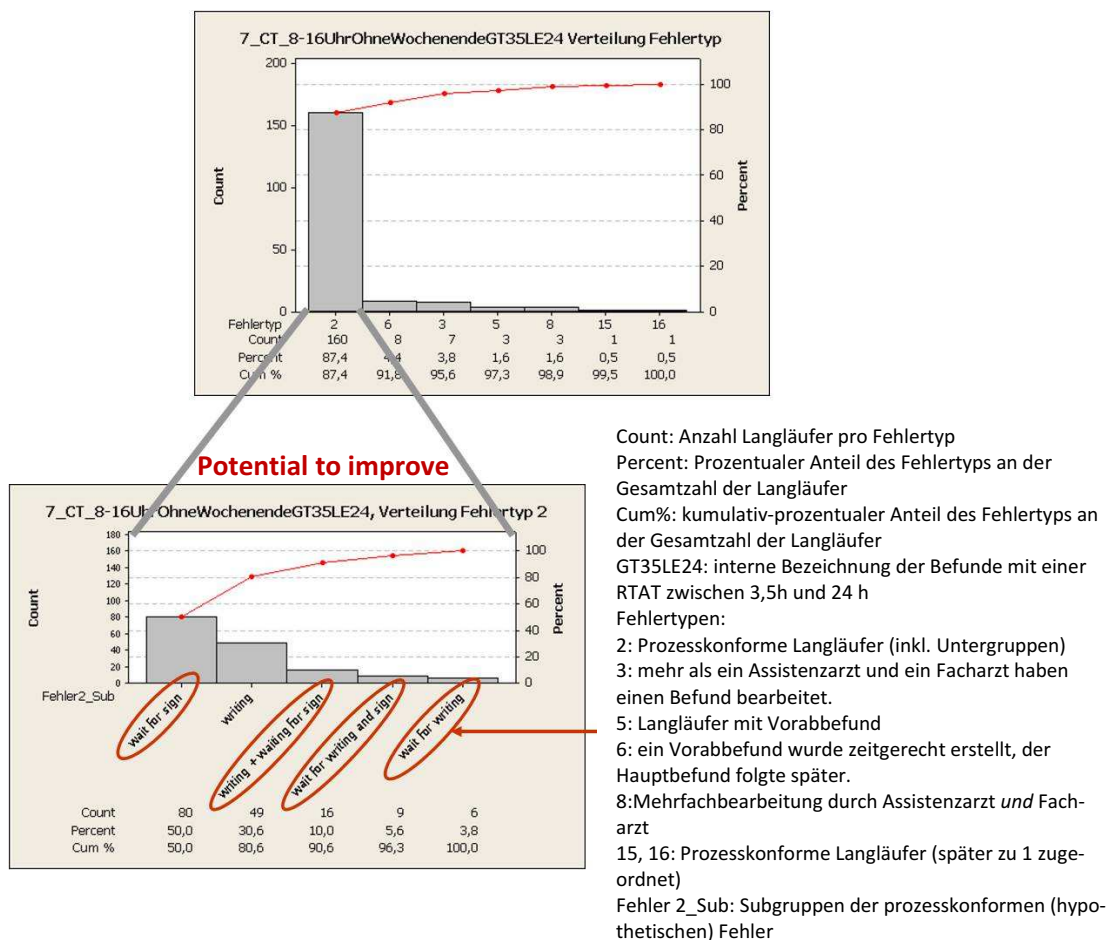 7_CT_8-16UhrOhneWochenendeGT35LE24 Verteilung Fehlertyp
200
150
100
50
0
Count
100
80
60
40
20
0
Percent
Fehlertyp 2 6 3 5 8 15 16
Count 160 8 7 3 3 1 1
Percent 87,4 4,4 3,8 1,6 1,6 0,5 0,5
Cum % 87,4 91,8 95,6 97,3 98,9 99,5 100,0
Potential to improve
7_CT_8-16UhrOhneWochenendeGT35LE24, Verteilung Fehlertyp 2
180
160
140
120
100
80
60
40
20
0
Count
100
80
60
40
20
0
Percent
Fehler2_Sub
wait for sign
writing
writing + waiting for sign
wait for writing and sign
wait for writing
Count 80 49 16 9 6
Percent 50,0 30,6 10,0 5,6 3,8
Cum % 50,0 80,6 90,6 96,3 100,0
Count: Anzahl Langläufer pro Fehlertyp
Percent: Prozentualer Anteil des Fehlertyps an der
Gesamtzahl der Langläufer
Cum%: kumulativ-prozentualer Anteil des Fehlertyps an
der Gesamtzahl der Langläufer
GT35LE24: interne Bezeichnung der Befunde mit einer
RTAT zwischen 3,5h und 24 h
Fehlertypen:
2: Prozesskonforme Langläufer (inkl. Untergruppen)
3: mehr als ein Assistenzarzt und ein Facharzt haben
einen Befund bearbeitet.
5: Langläufer mit Vorabbefund
6: ein Vorabbefund wurde zeitgerecht erstellt, der
Hauptbefund folgte später.
8:Mehrfachbearbeitung durch Assistenzarzt und Fach-
arzt
15, 16: Prozesskonforme Langläufer (später zu 1 zuge-
ordnet)
Fehler 2_Sub: Subgruppen der prozesskonformen (hypo-
thetischen) Fehler